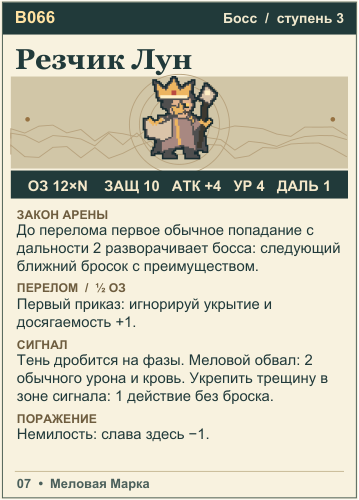 B066
Босс / ступень 3
Резчик Лун
ОЗ 12×N ЗАЩ 10 АТК +4 УР 4 ДАЛЬ 1
ЗАКОН АРЕНЫ
До перелома первое обычное попадание с
дальности 2 разворачивает босса: следующий
ближний бросок с преимуществом.
ПЕРЕЛОМ / ½ ОЗ
Первый приказ: игнорируй укрытие и
досягаемость +1.
СИГНАЛ
Тень дробится на фазы. Меловой обвал: 2
обычного урона и кровь. Укрепить трещину в
зоне сигнала: 1 действие без броска.
ПОРАЖЕНИЕ
Немилость: слава здесь −1.
07 • Меловая Марка